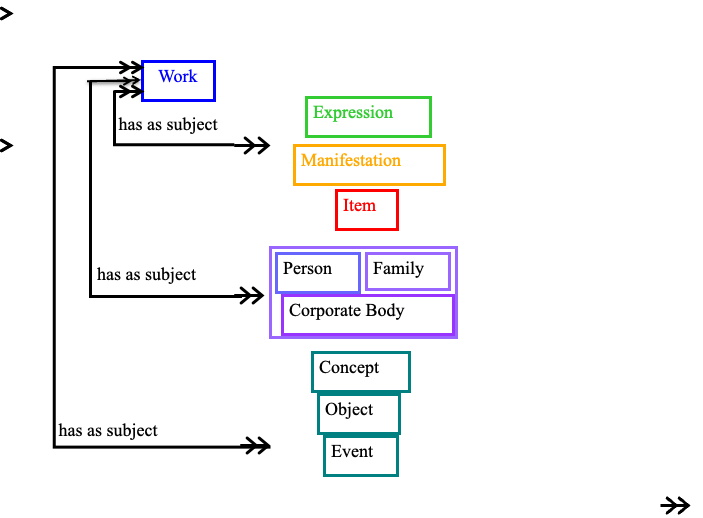 Work
Expression
has as subject
Manifestation
Item
Person Family
has as subject
Corporate Body
Concept
Object
has as subject
Event